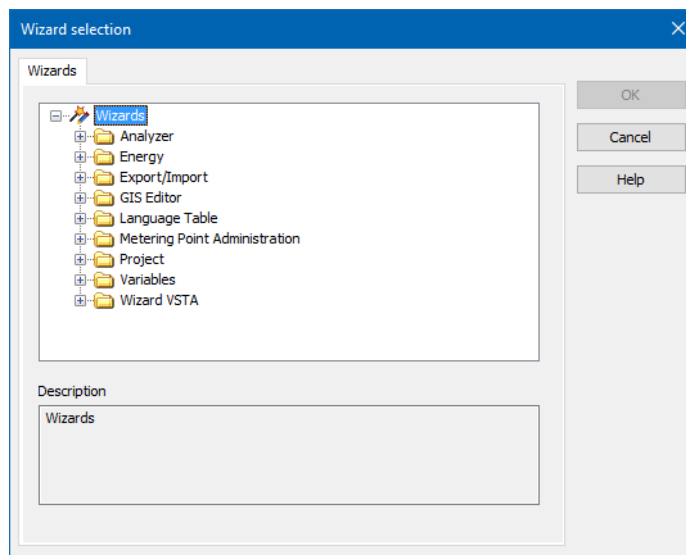 Wizard selection
Wizards
Wizards
Analyzer
Energy
Export/Import
GIS Editor
Language Table
Metering Point Administration
Project
Variables
Wizard VSTA
OK
Cancel
Help
Description
Wizards